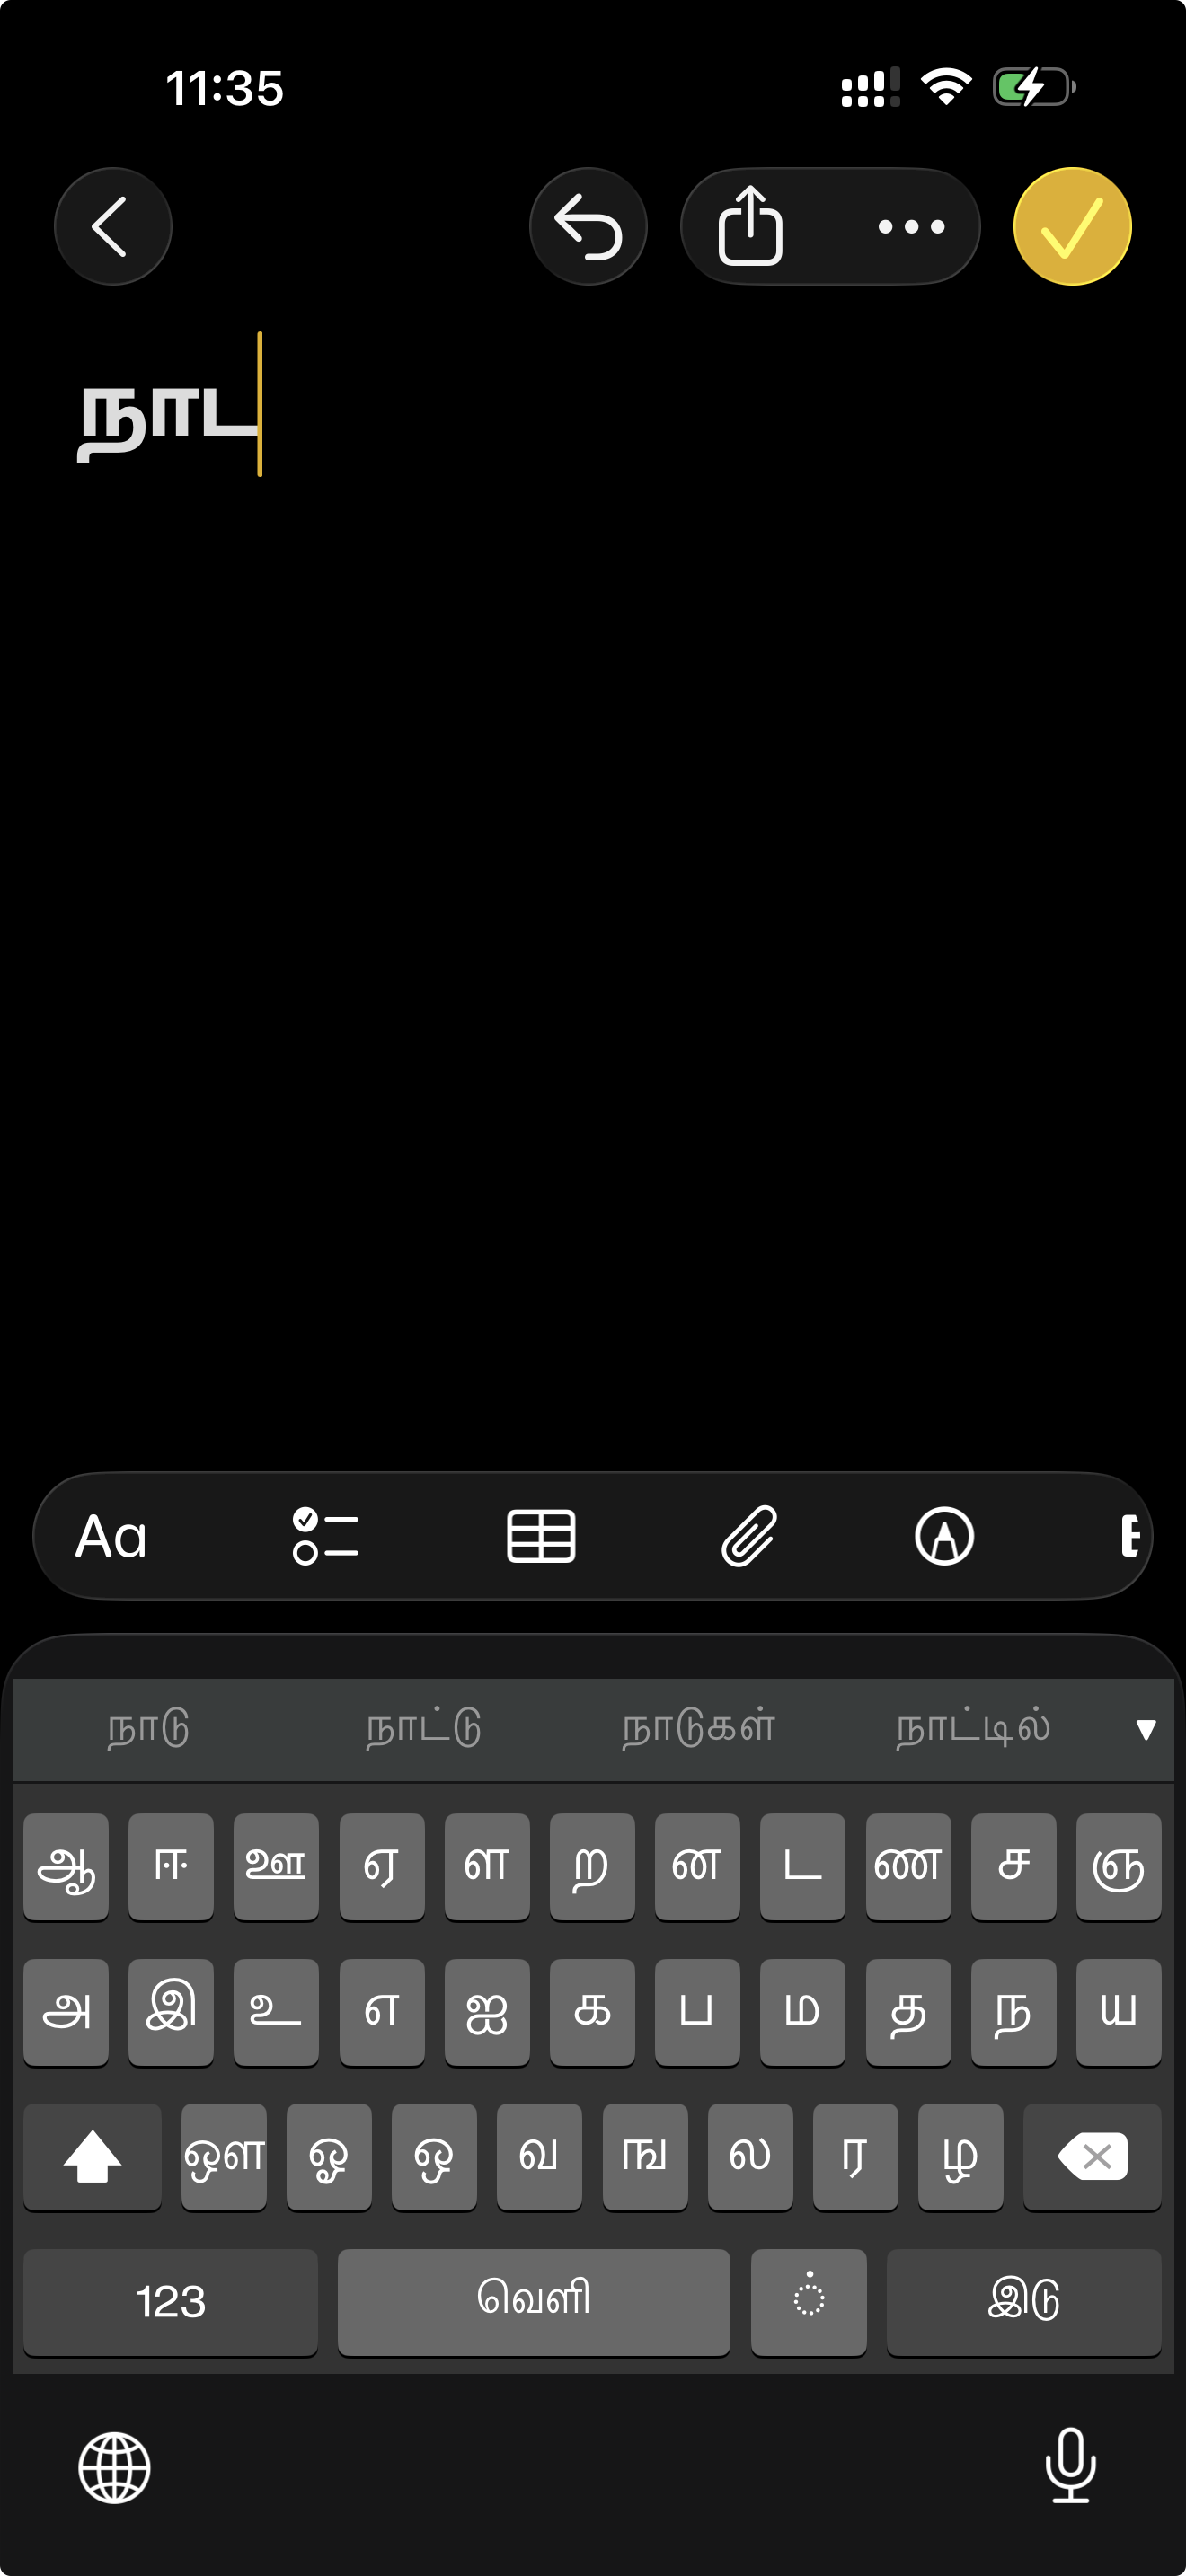 11:35
நாட
Aa
நாடு நாட்டு நாடுகள் நாட்டில்
ஆ ஈ ஊ ஏ ள ற ன ட ண ச ஞ
அ இ உ எ ஐ க ப ம த ந ய
ஔ ஓ ஒ வ ங ல ர ழ
123 வெளி ் இடு